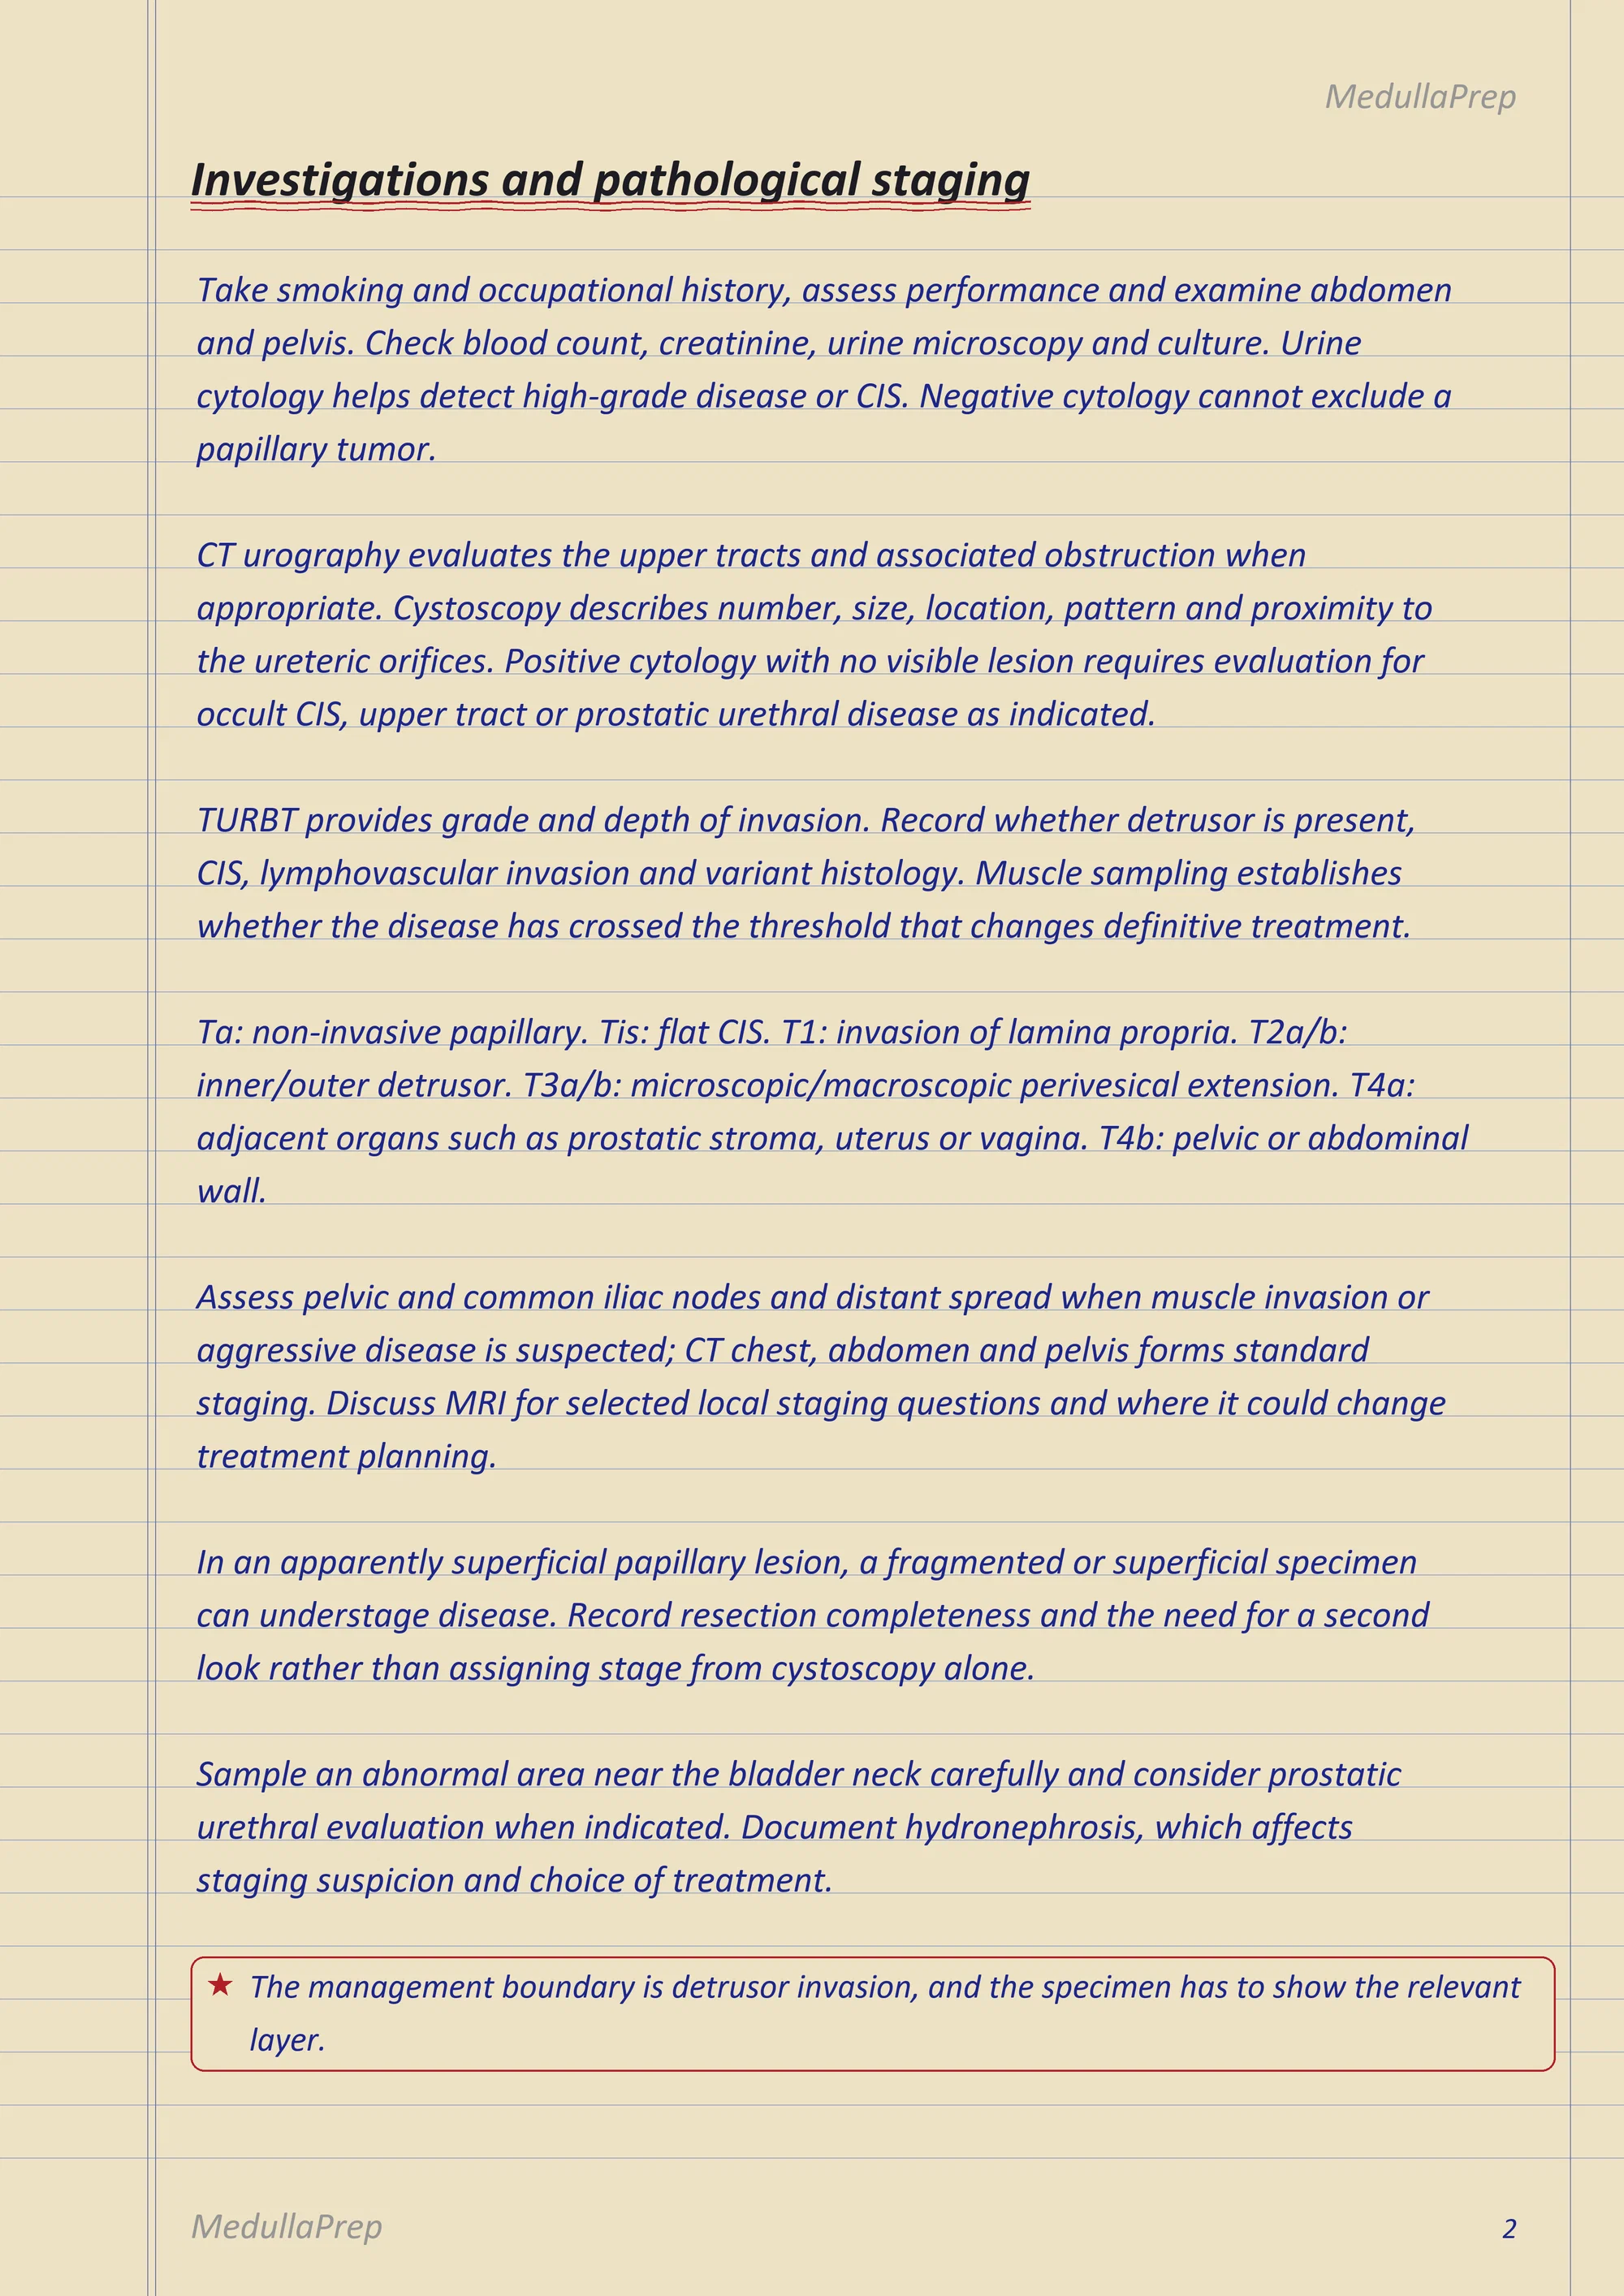 MedullaPrep
Investigations and pathological staging
Take smoking and occupational history, assess performance and examine abdomen
and pelvis. Check blood count, creatinine, urine microscopy and culture. Urine
cytology helps detect high-grade disease or CIS. Negative cytology cannot exclude a
papillary tumor.
CT urography evaluates the upper tracts and associated obstruction when
appropriate. Cystoscopy describes number, size, location, pattern and proximity to
the ureteric orifices. Positive cytology with no visible lesion requires evaluation for
occult CIS, upper tract or prostatic urethral disease as indicated.
TURBT provides grade and depth of invasion. Record whether detrusor is present,
CIS, lymphovascular invasion and variant histology. Muscle sampling establishes
whether the disease has crossed the threshold that changes definitive treatment.
Ta: non-invasive papillary. Tis: flat CIS. T1: invasion of lamina propria. T2a/b:
inner/outer detrusor. T3a/b: microscopic/macroscopic perivesical extension. T4a:
adjacent organs such as prostatic stroma, uterus or vagina. T4b: pelvic or abdominal
wall.
Assess pelvic and common iliac nodes and distant spread when muscle invasion or
aggressive disease is suspected; CT chest, abdomen and pelvis forms standard
staging. Discuss MRI for selected local staging questions and where it could change
treatment planning.
In an apparently superficial papillary lesion, a fragmented or superficial specimen
can understage disease. Record resection completeness and the need for a second
look rather than assigning stage from cystoscopy alone.
Sample an abnormal area near the bladder neck carefully and consider prostatic
urethral evaluation when indicated. Document hydronephrosis, which affects
staging suspicion and choice of treatment.
★ The management boundary is detrusor invasion, and the specimen has to show the relevant
layer.
MedullaPrep
2